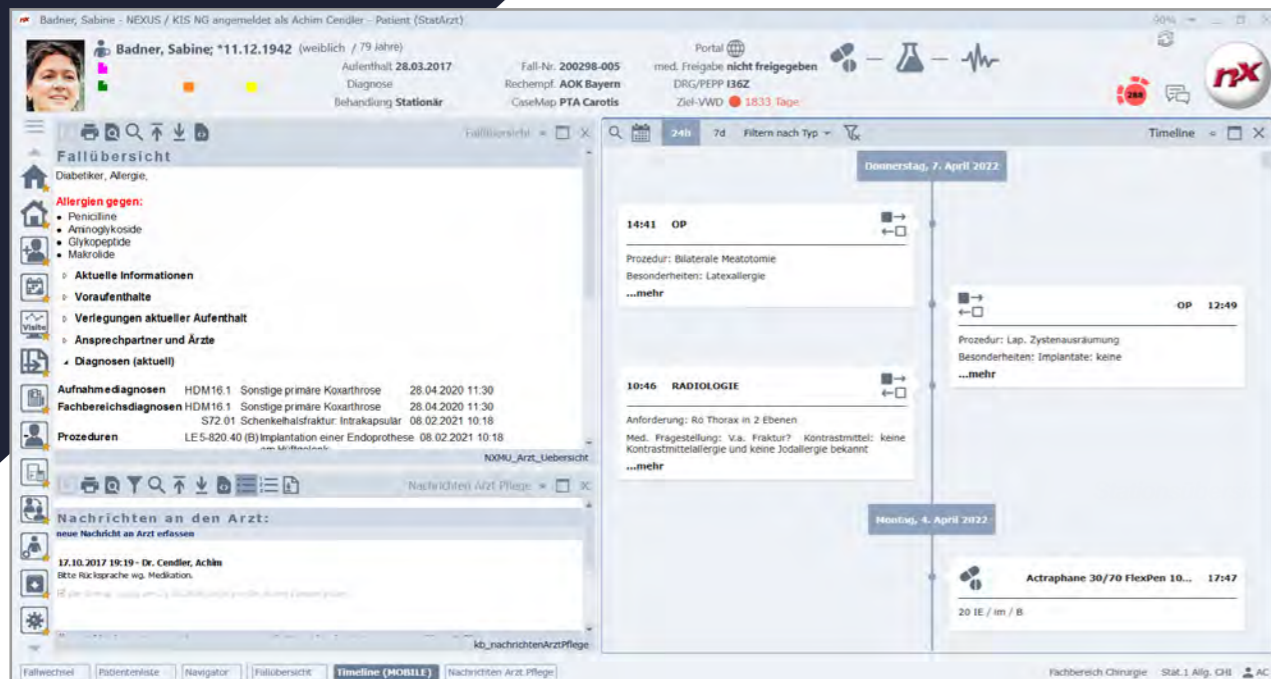 Badner, Sabine - NEXUS / KIS NG angemeldet als Achim Cendler - Patient (StatArzt)
90%
Badner, Sabine; *11.12.1942 (weiblich / 79 Jahre)
Aufenthalt 28.03.2017
Diagnose
Behandlung Stationär
Fall-Nr. 200298-005
Rechempf. AOK Bayern
CaseMap PTA Carotis
Portal
med. Freigabe nicht freigegeben
DRG/PEPP I36Z
Ziel-VWD 1833 Tage
288
nx
Fallübersicht
Fallübersicht
Diabetiker, Allergie,
Allergien gegen:
• Penicilline
• Aminoglykoside
• Glykopeptide
• Makrolide
Aktuelle Informationen
Voraufenthalte
Verlegungen aktueller Aufenthalt
Ansprechpartner und Ärzte
Diagnosen (aktuell)
Aufnahmediagnosen HDM16.1 Sonstige primäre Koxarthrose 28.04.2020 11:30
Fachbereichsdiagnosen HDM16.1 Sonstige primäre Koxarthrose 28.04.2020 11:30
S72.01 Schenkelhalsfraktur: Intrakapsulär 08.02.2021 10:18
Prozeduren LE 5-820.40 (B) Implantation einer Endoprothese 08.02.2021 10:18
am Hüftgelenk
NXMU_Arzt_Uebersicht
Visite
Nachrichten Arzt Pflege
Nachrichten an den Arzt:
neue Nachricht an Arzt erfassen
17.10.2017 19:19 - Dr. Cendler, Achim
Bitte Rücksprache wg. Medikation.
kb_nachrichtenArztPflege
24h 7d Filtern nach Typ
Timeline
Donnerstag, 7. April 2022
14:41 OP
Prozedur: Bilaterale Meatotomie
Besonderheiten: Latexallergie
...mehr
OP 12:49
Prozedur: Lap. Zystenausräumung
Besonderheiten: Implantate: keine
...mehr
10:46 RADIOLOGIE
Anforderung: Rö Thorax in 2 Ebenen
Med. Fragestellung: V.a. Fraktur? Kontrastmittel: keine
Kontrastmittelallergie und keine Jodallergie bekannt
...mehr
Montag, 4. April 2022
Actraphane 30/70 FlexPen 10... 17:47
20 IE / im / B
Fallwechsel Patientenliste Navigator Fallübersicht Timeline (MOBILE) Nachrichten Arzt Pflege
Fachbereich Chirurgie Stat.1 Allg. CHI AC